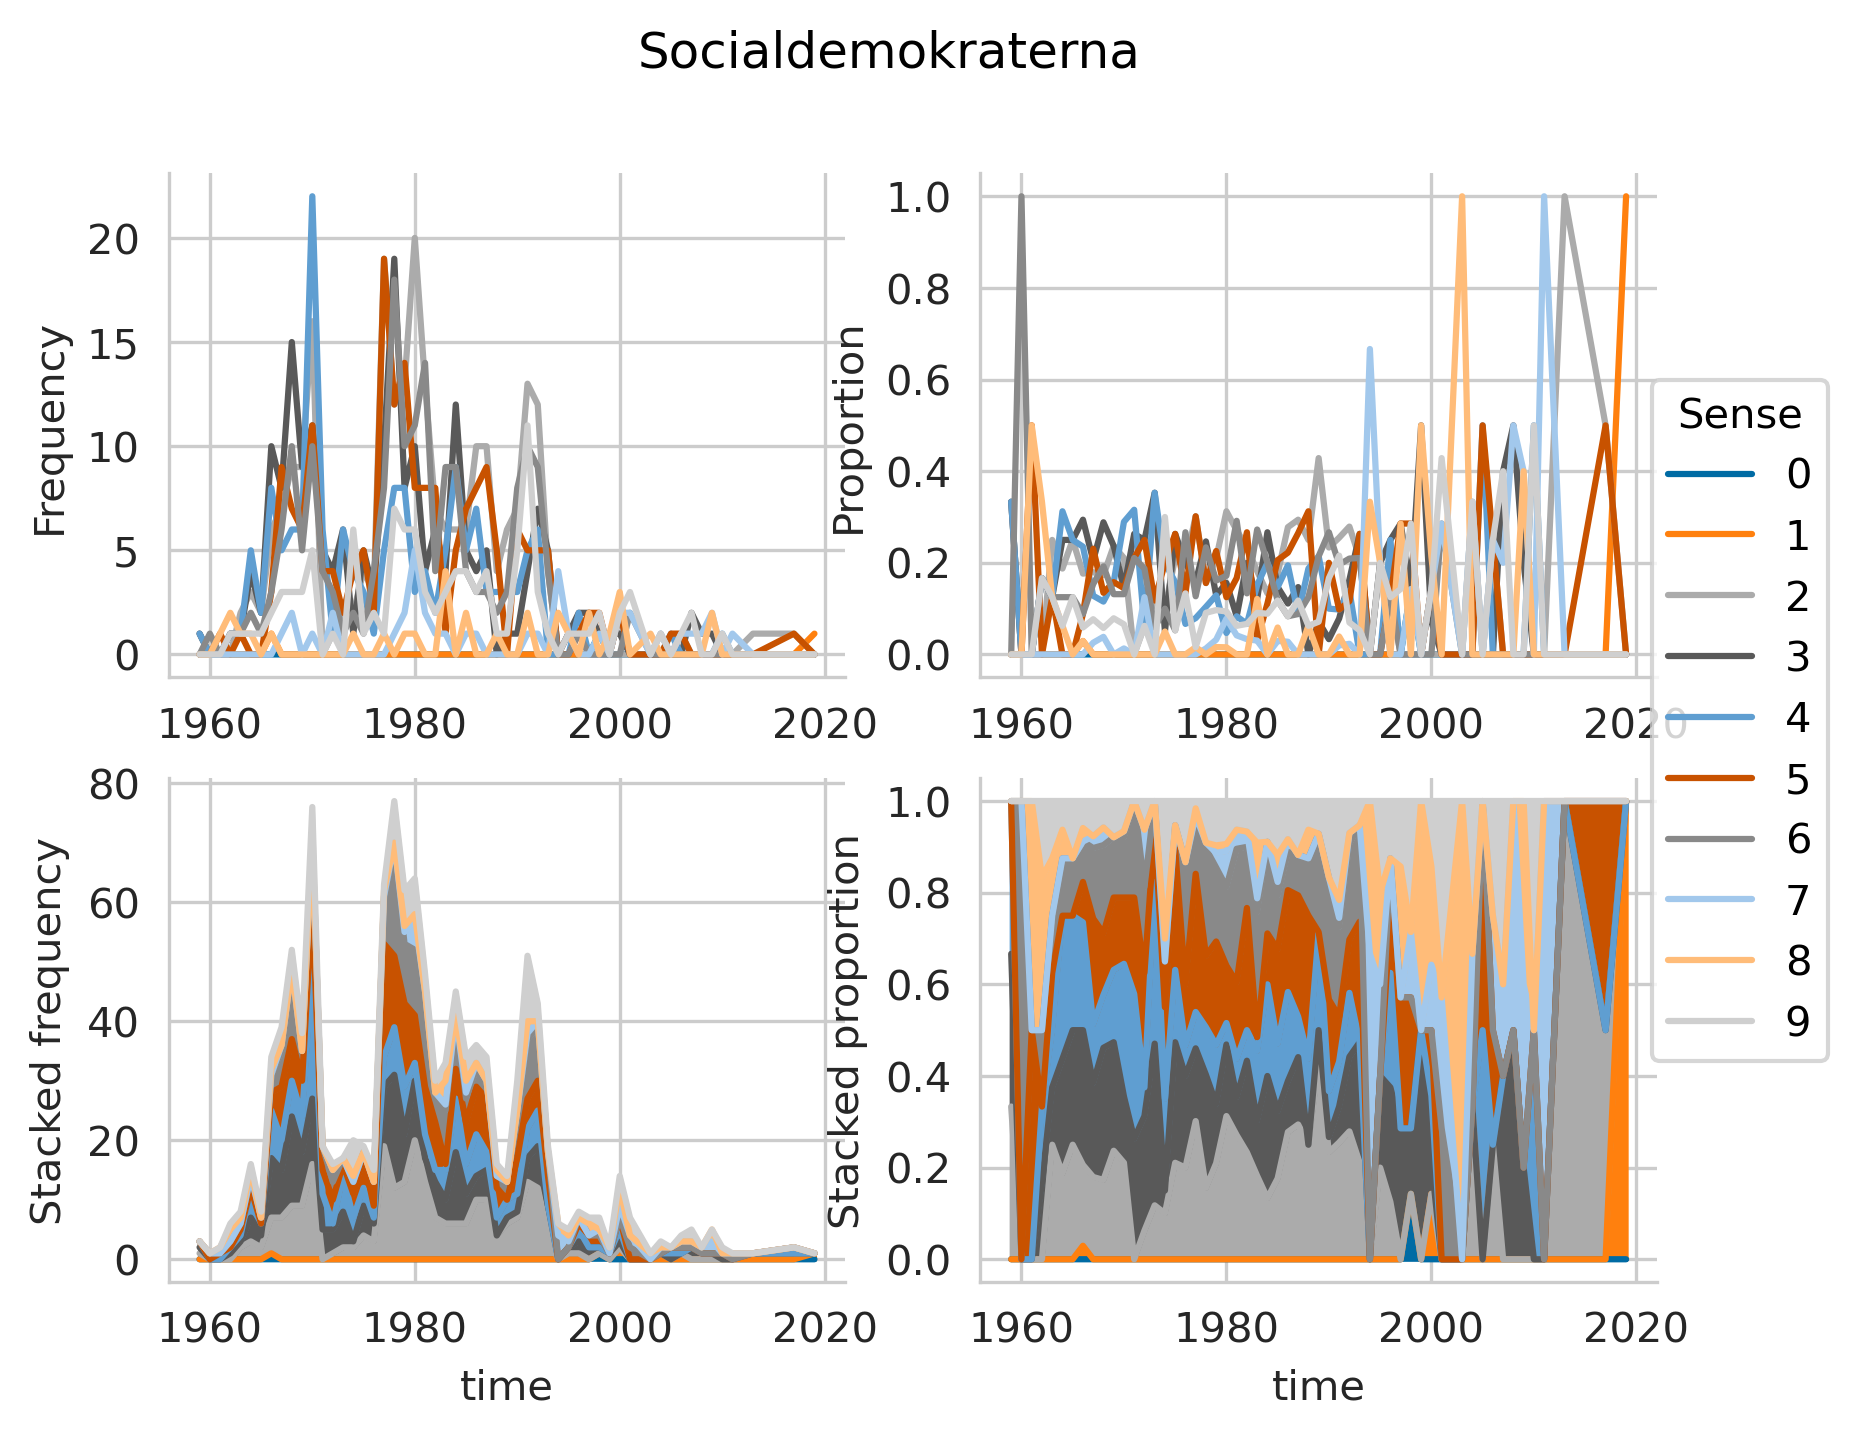 Socialdemokraterna
Frequency
20
15
10
5
0
1960 1980 2000 2020
Proportion
1.0
0.8
0.6
0.4
0.2
0.0
1960 1980 2000 2020
Stacked frequency
80
60
40
20
0
1960 1980 2000 2020
time
Stacked proportion
1.0
0.8
0.6
0.4
0.2
0.0
1960 1980 2000 2020
time
Sense
0
1
2
3
4
5
6
7
8
9